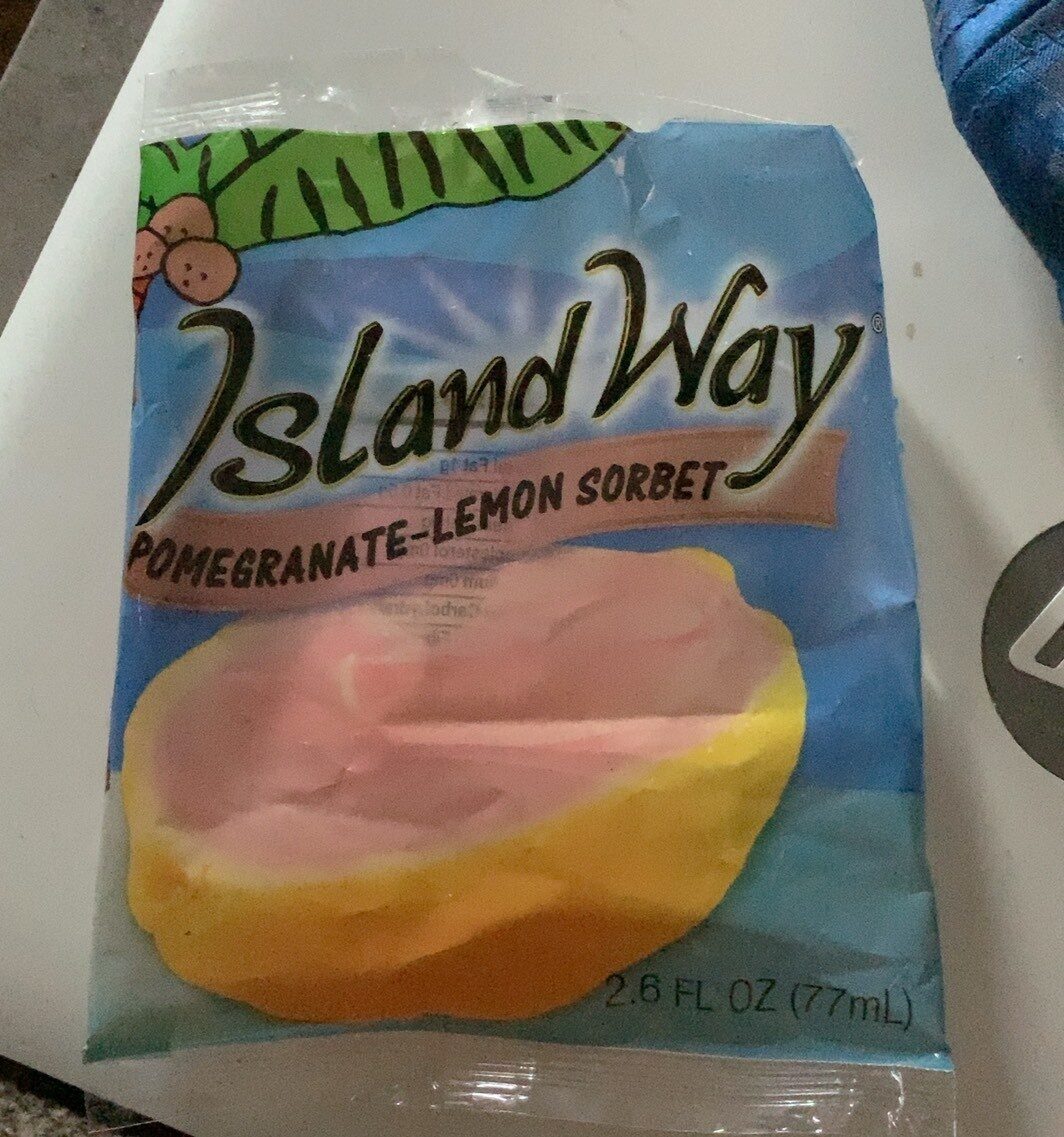 Island Way®
POMEGRANATE-LEMON SORBET
2.6 FL OZ (77mL)